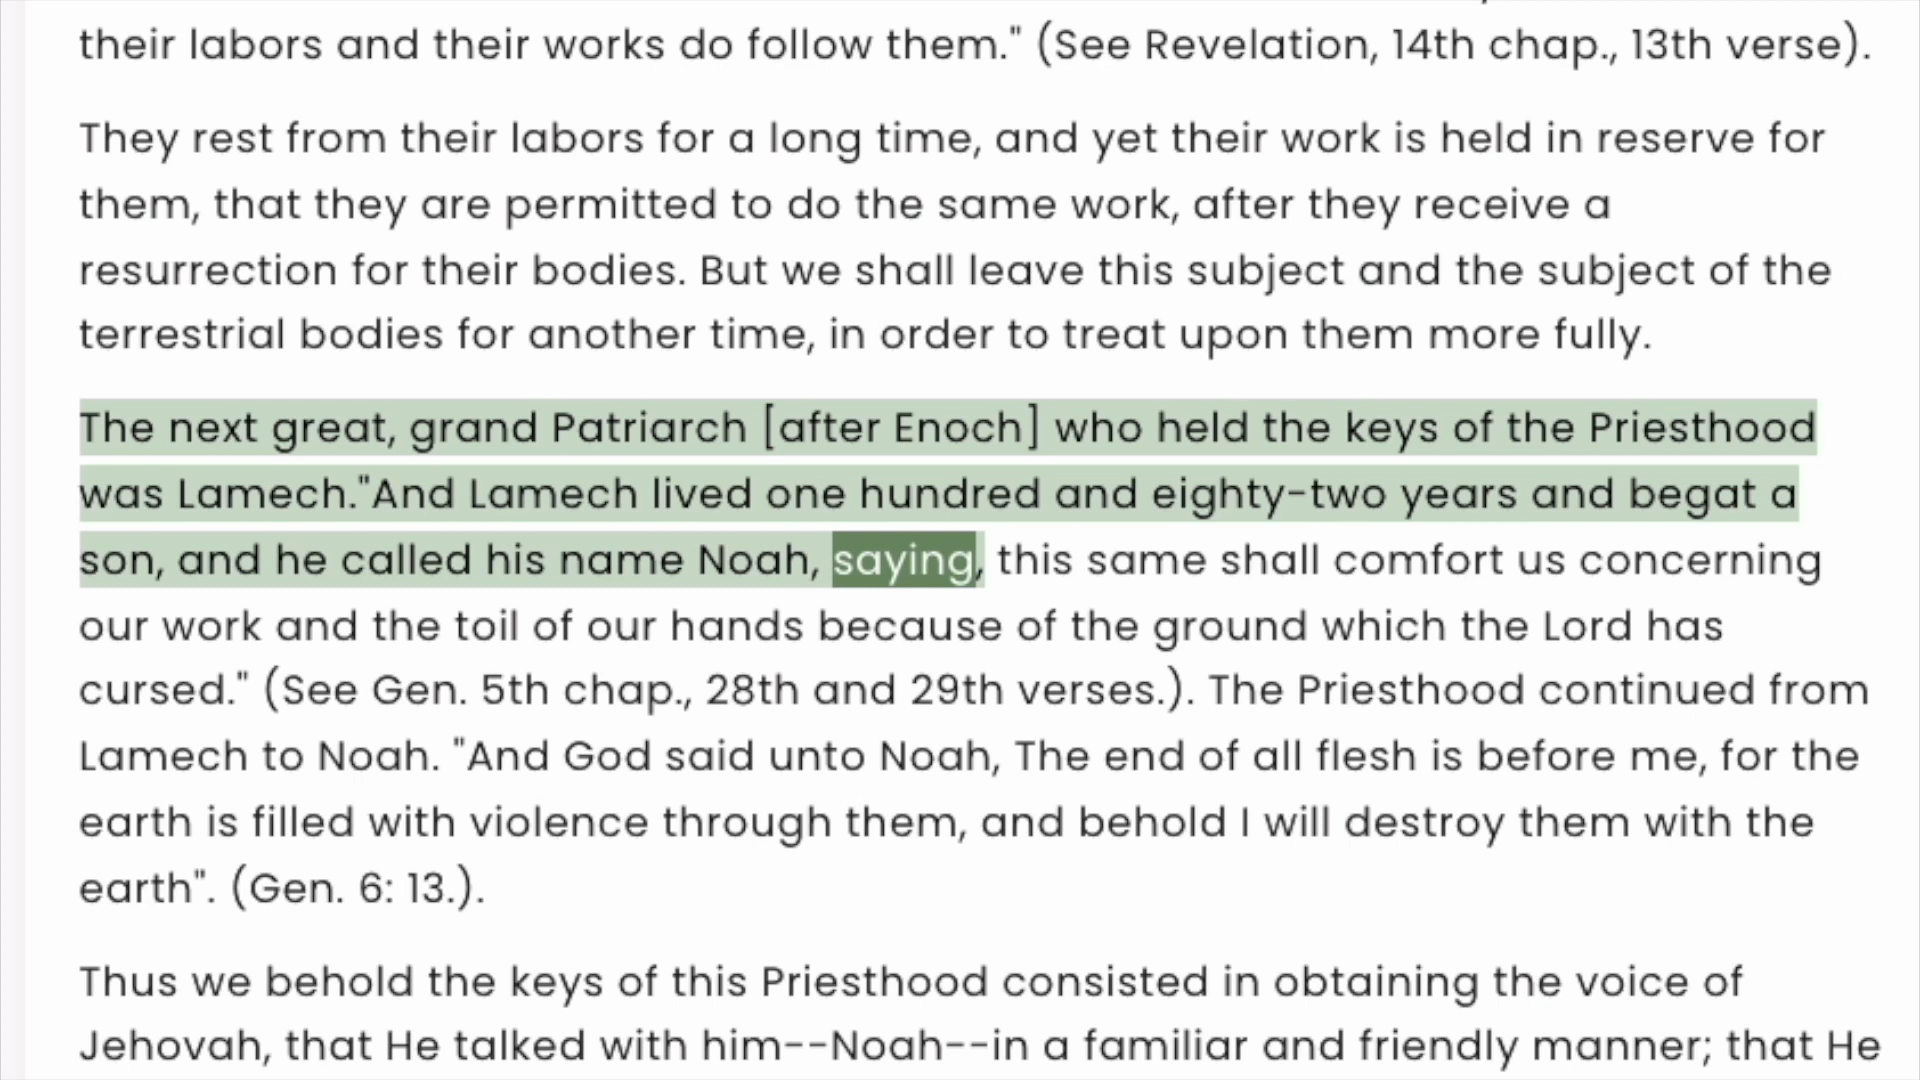 their labors and their works do follow them." (See Revelation, 14th chap., 13th verse).
They rest from their labors for a long time, and yet their work is held in reserve for
them, that they are permitted to do the same work, after they receive a
resurrection for their bodies. But we shall leave this subject and the subject of the
terrestrial bodies for another time, in order to treat upon them more fully.
The next great, grand Patriarch [after Enoch] who held the keys of the Priesthood
was Lamech."And Lamech lived one hundred and eighty-two years and begat a
son, and he called his name Noah, saying, this same shall comfort us concerning
our work and the toil of our hands because of the ground which the Lord has
cursed." (See Gen. 5th chap., 28th and 29th verses.). The Priesthood continued from
Lamech to Noah. "And God said unto Noah, The end of all flesh is before me, for the
earth is filled with violence through them, and behold I will destroy them with the
earth". (Gen. 6: 13.).
Thus we behold the keys of this Priesthood consisted in obtaining the voice of
Jehovah, that He talked with him--Noah--in a familiar and friendly manner; that He